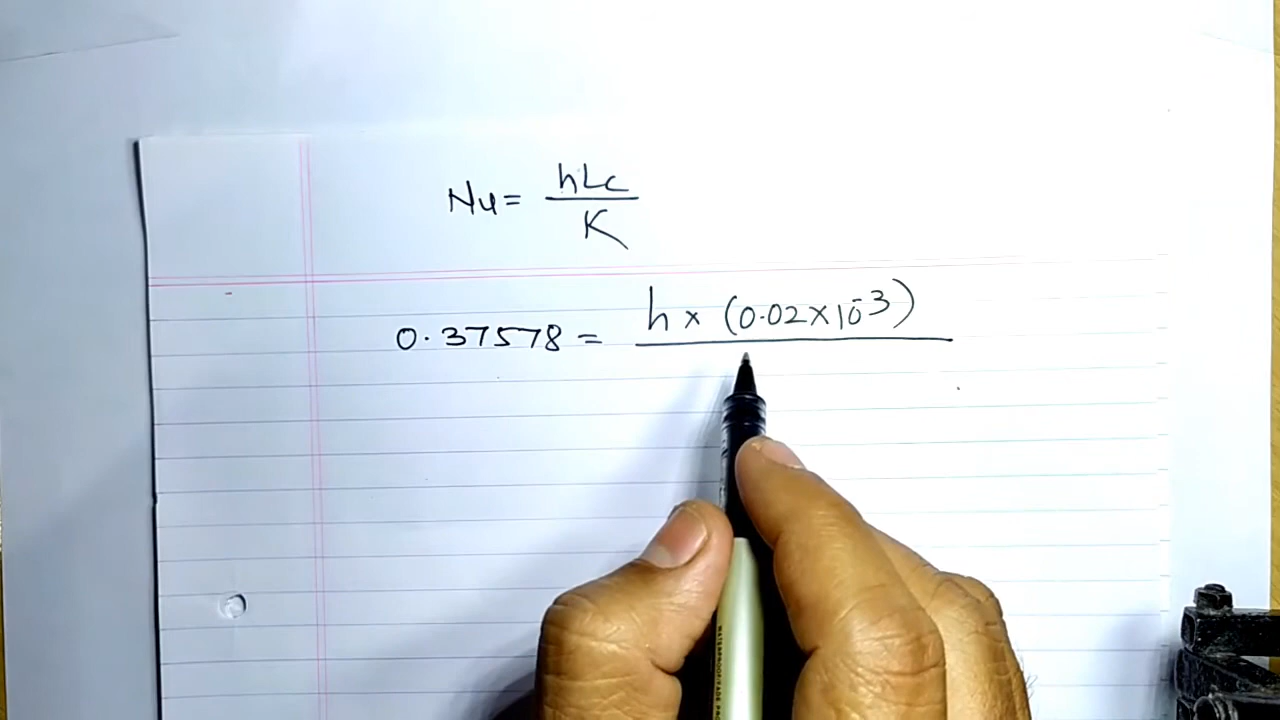 Nu = hLc / K
0.37578 = h × (0.02×10⁻³)